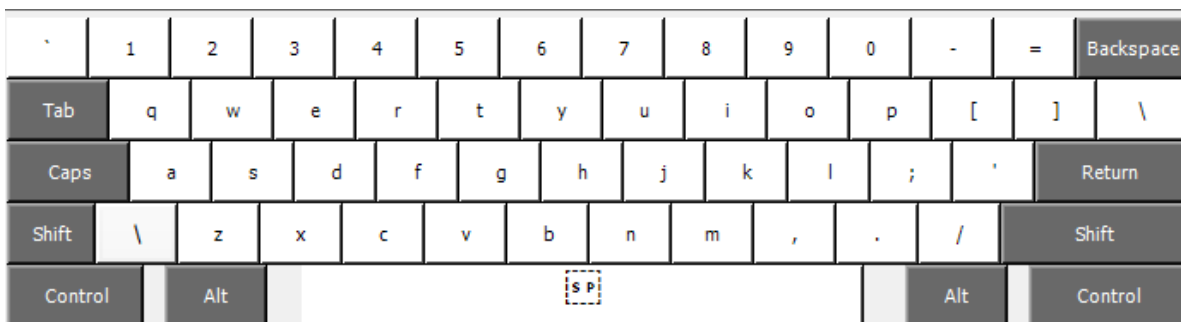 ` 1 2 3 4 5 6 7 8 9 0 - = Backspace
Tab q w e r t y u i o p [ ] \
Caps a s d f g h j k l ; ' Return
Shift \ z x c v b n m , . / Shift
Control Alt SP Alt Control